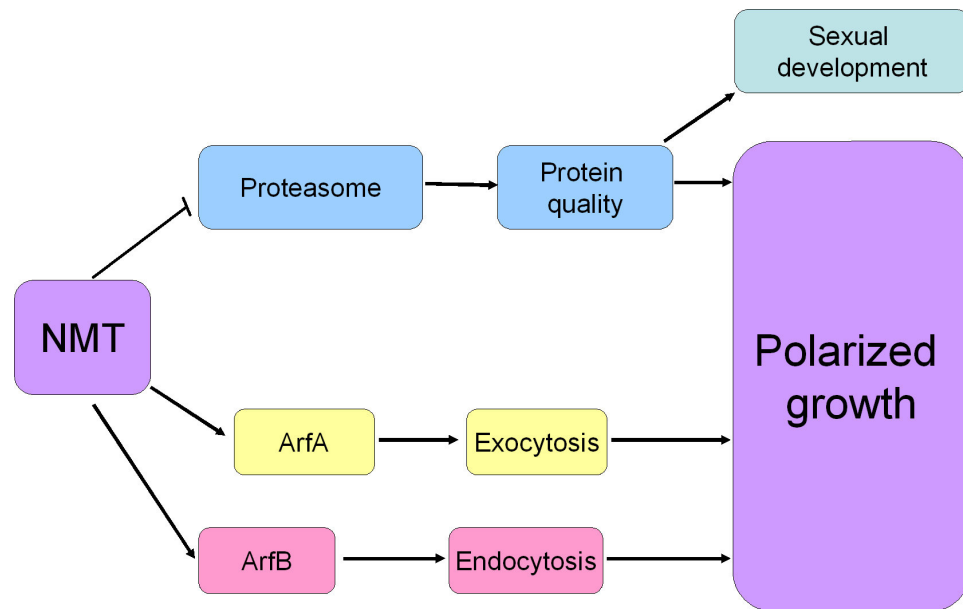 Sexual
development
Proteasome
Protein
quality
NMT
Polarized
growth
ArfA
Exocytosis
ArfB
Endocytosis